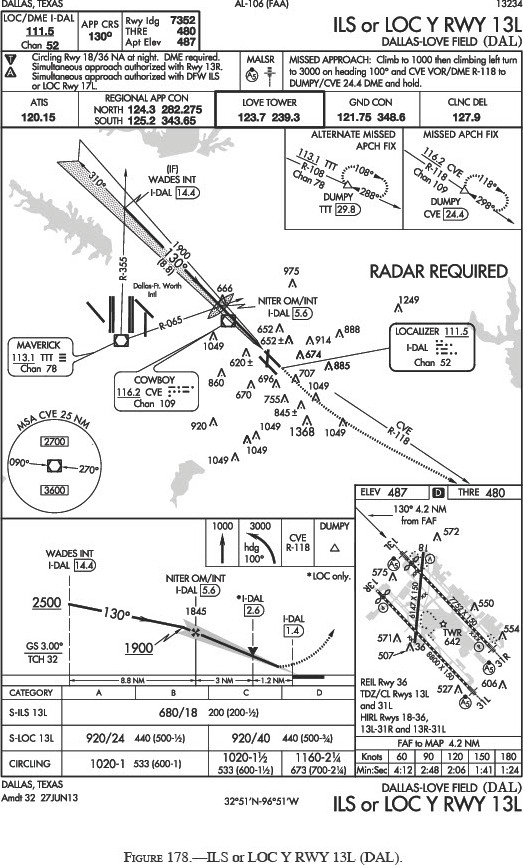 DALLAS, TEXAS
AL-106 (FAA)
13234
LOC/DME I-DAL
111.5
Chan 52
APP CRS
130°
Rwy ldg 7352
THRE 480
Apt Elev 487
ILS or LOC Y RWY 13L
DALLAS-LOVE FIELD (DAL)
T
A
Circling Rwy 18/36 NA at night. DME required.
Simultaneous approach authorized with Rwy 13R.
Simultaneous approach authorized with DFW ILS
or LOC Rwy 17L.
MALSR
A5
MISSED APPROACH: Climb to 1000 then climbing left turn
to 3000 on heading 100° and CVE VOR/DME R-118 to
DUMPY/CVE 24.4 DME and hold.
ATIS
120.15
REGIONAL APP CON
NORTH 124.3 282.275
SOUTH 125.2 343.65
LOVE TOWER
123.7 239.3
GND CON
121.75 348.6
CLNC DEL
127.9
ALTERNATE MISSED
APCH FIX
113.1 TTT
R-108
Chan 78
108°
288°
DUMPY
TTT 29.8
MISSED APCH FIX
116.2 CVE
R-118
Chan 109
118°
298°
DUMPY
CVE 24.4
310°
(IF)
WADES INT
I-DAL 14.4
1900
130°
(8.8)
R-355
Dallas-Ft. Worth
Intl
R-065
MAVERICK
113.1 TTT
Chan 78
COWBOY
116.2 CVE
Chan 109
666
NITER OM/INT
I-DAL 5.6
975
RADAR REQUIRED
1249
LOCALIZER 111.5
I-DAL
Chan 52
652
652±
914
888
1049
620±
674
885
860
696
707
670
755
1049
845±
920
1368
1049
1049
1049
CVE
R-118
MSA CVE 25 NM
2700
090°
270°
3600
ELEV 487
D
THRE 480
130° 4.2 NM
from FAF
572
13L
18
575
13R
6147 X 150
7752 X 150
550
TWR
642
554
571
36
507
8800 X 150
31R
606
527
31L
REIL Rwy 36
TDZ/CL Rwys 13L
and 31L
HIRL Rwys 18-36,
13L-31R and 13R-31L
FAF to MAP 4.2 NM
Knots 60 90 120 150 180
Min:Sec 4:12 2:48 2:06 1:41 1:24
1000
3000
hdg
100°
CVE
R-118
DUMPY
WADES INT
I-DAL 14.4
2500
130°
1900
NITER OM/INT
I-DAL 5.6
1845
*LOC only.
*I-DAL
2.6
I-DAL
1.4
GS 3.00°
TCH 32
8.8 NM
3 NM
1.2 NM
CATEGORY A B C D
S-ILS 13L 680/18 200 (200-½)
S-LOC 13L 920/24 440 (500-½) 920/40 440 (500-¾)
CIRCLING 1020-1 533 (600-1) 1020-1½ 533 (600-1½) 1160-2¼ 673 (700-2¼)
DALLAS, TEXAS
Amdt 32 27JUN13
32°51'N-96°51'W
DALLAS-LOVE FIELD (DAL)
ILS or LOC Y RWY 13L
FIGURE 178.—ILS or LOC Y RWY 13L (DAL).